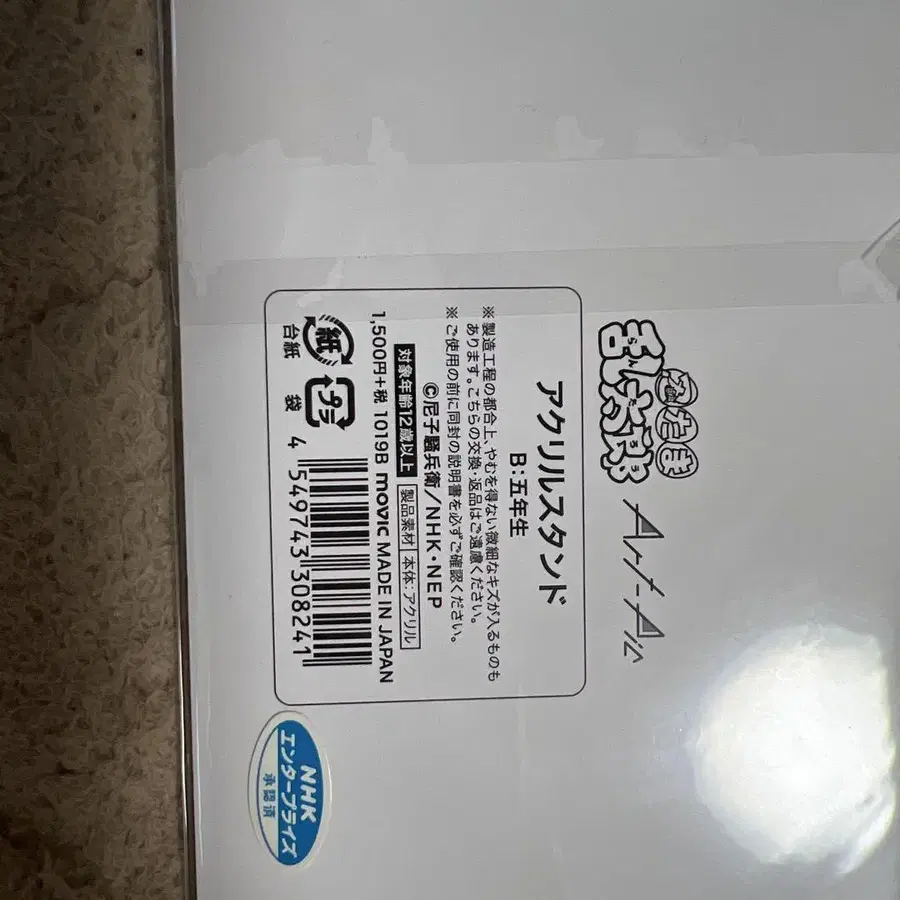 忍たま
乱太郎
Art-Pic
アクリルスタンド
B:五年生
※製造工程の都合上、やむを得ない微細なキズが入るものも
あります。こちらの交換・返品はご遠慮ください。
※ご使用の前に同封の説明書を必ずご確認ください。
©尼子騒兵衛/NHK・NEP
対象年齢12歳以上 製品素材 本体:アクリル
1,500円+税 1019B movic MADE IN JAPAN
紙 プラ
台紙 袋
4 549743 308241
NHK
エンタープライズ
承認済